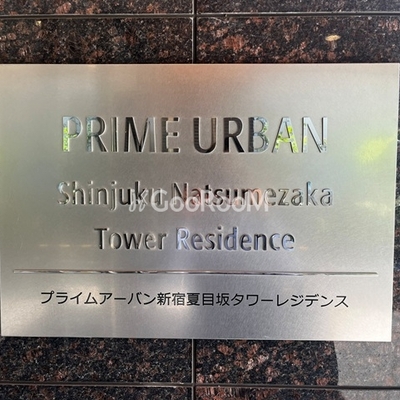 PRIME URBAN
Shinjuku Natsumezaka
GOOROOM
Tower Residence
プライムアーバン新宿夏目坂タワーレジデンス